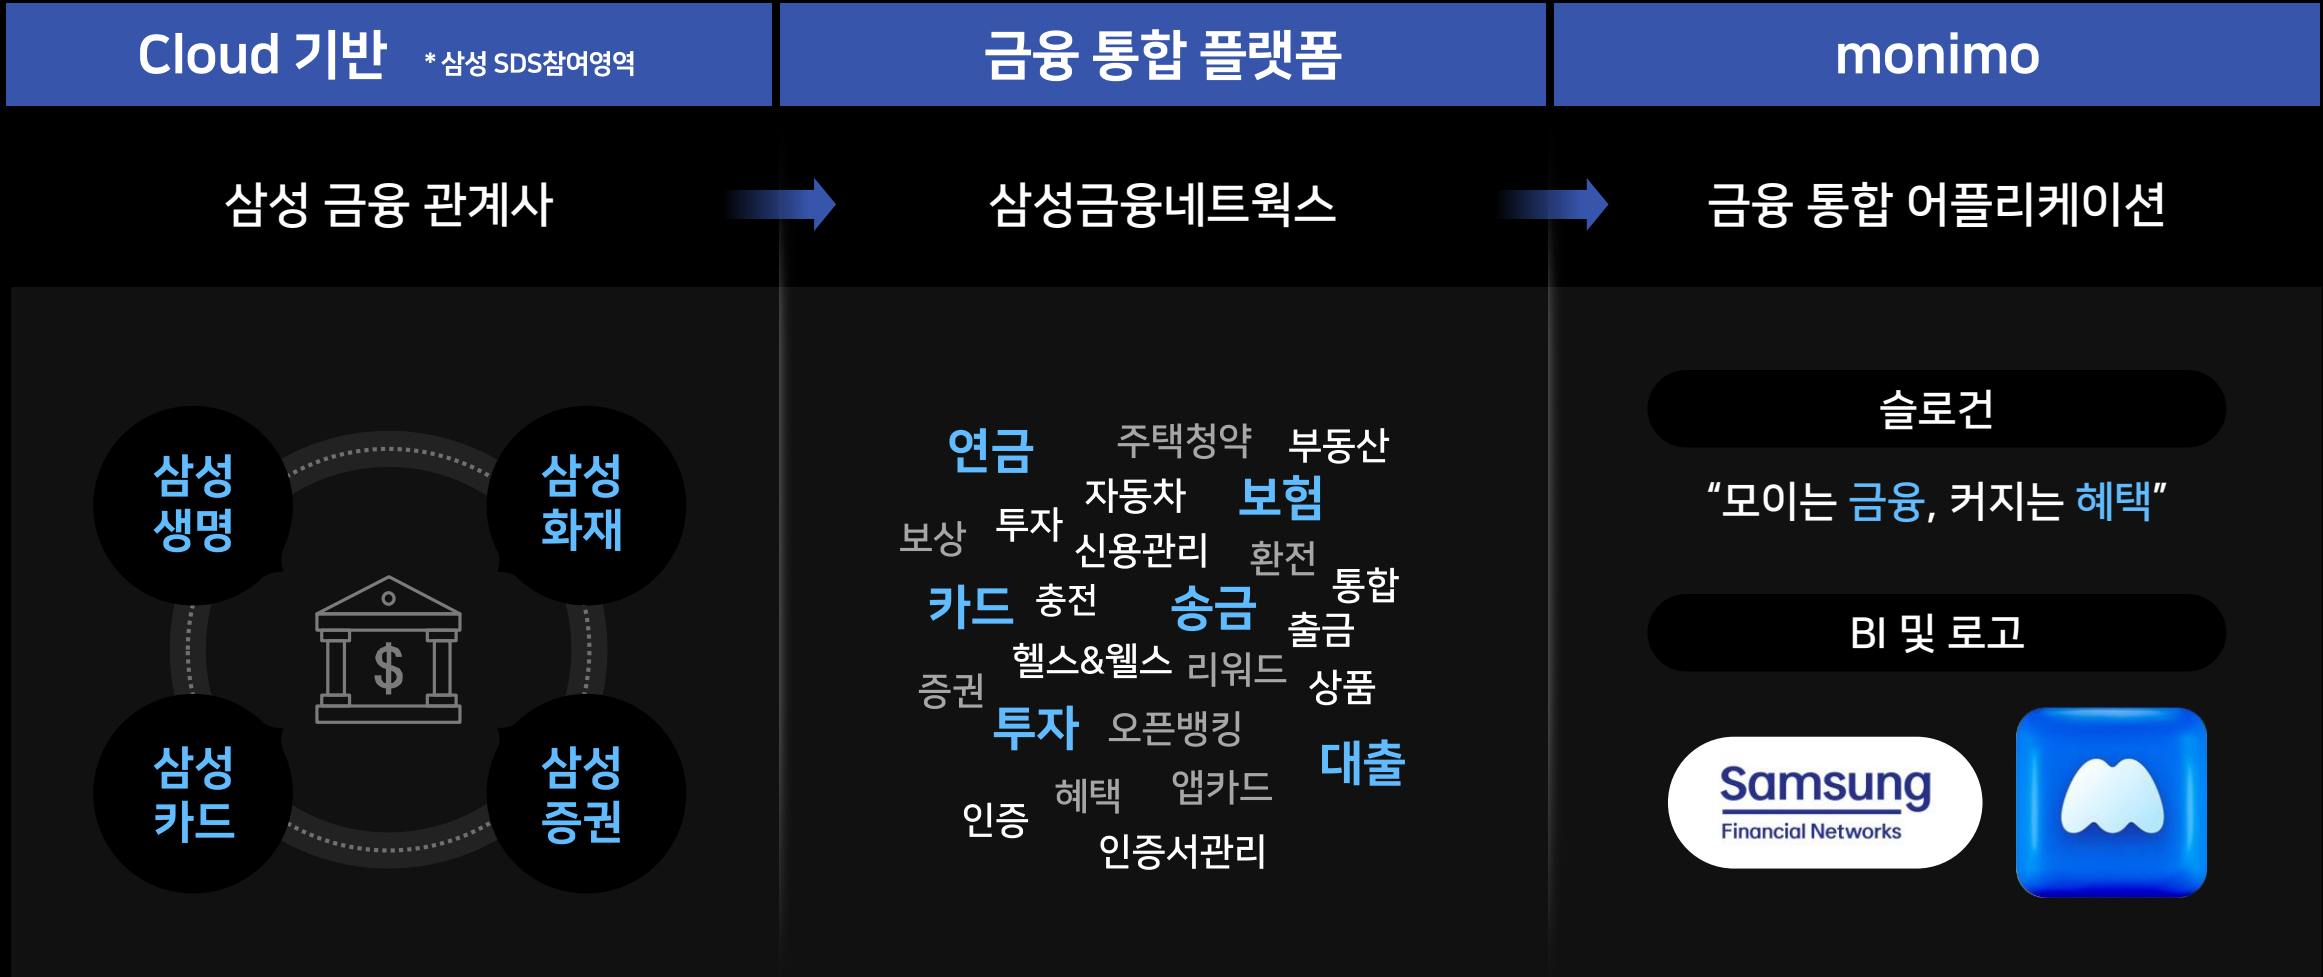 Cloud 기반 * 삼성 SDS참여영역
금융 통합 플랫폼
monimo
삼성 금융 관계사
삼성금융네트웍스
금융 통합 어플리케이션
삼성
생명
삼성
화재
$
삼성
카드
삼성
증권
연금 주택청약 부동산
자동차 보험
보상 투자
신용관리 환전
통합
카드 충전 송금
출금
헬스&웰스 리워드
증권 상품
투자 오픈뱅킹
대출
혜택 앱카드
인증
인증서관리
슬로건
“모이는 금융, 커지는 혜택”
BI 및 로고
Samsung
Financial Networks